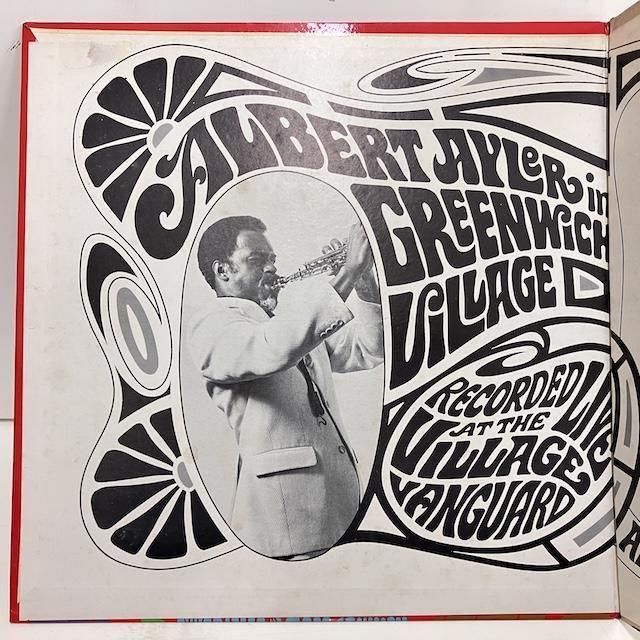 ALBERT AYLER in
GREENWICH
VILLAGE
RECORDED LIVE
AT THE
VILLAGE
VANGUARD